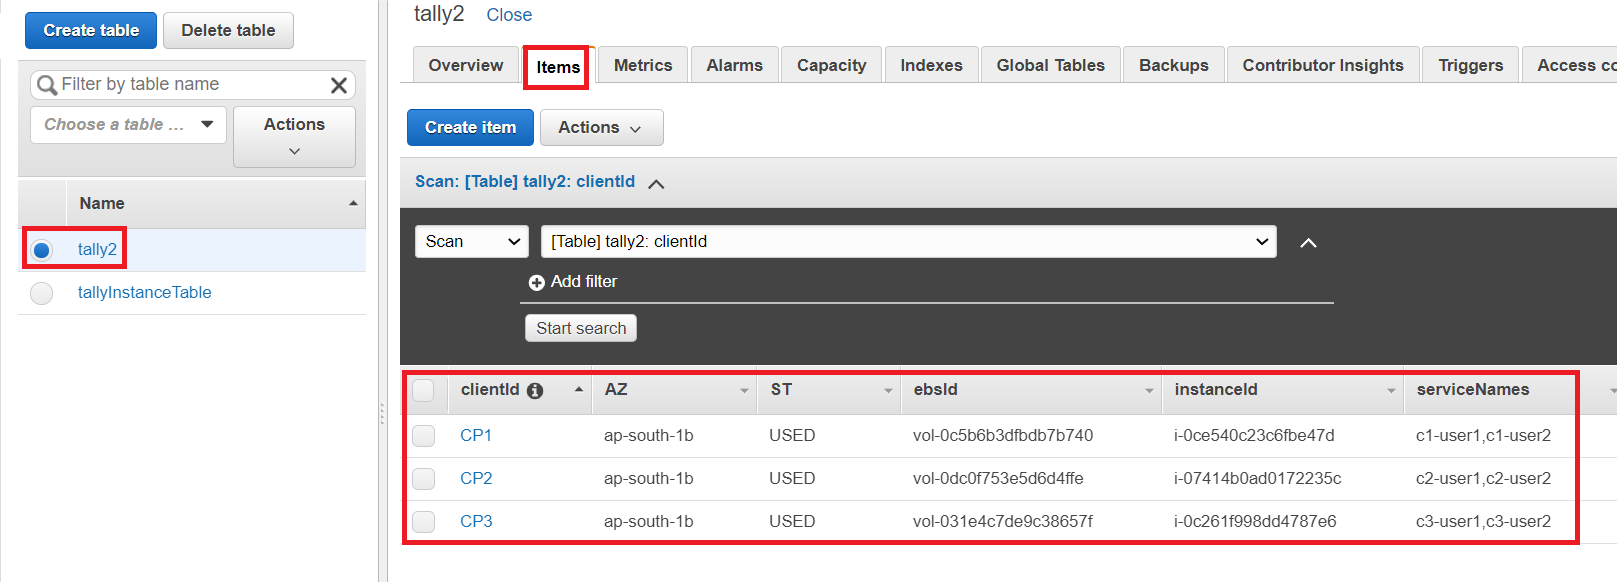 Create table
Delete table
Filter by table name
Choose a table ...
Actions
Name
tally2
tallyInstanceTable
tally2 Close
Overview Items Metrics Alarms Capacity Indexes Global Tables Backups Contributor Insights Triggers Access co
Create item
Actions
Scan: [Table] tally2: clientId
Scan [Table] tally2: clientId
Add filter
Start search
clientId AZ ST ebsId instanceId serviceNames
CP1 ap-south-1b USED vol-0c5b6b3dfbdb7b740 i-0ce540c23c6fbe47d c1-user1,c1-user2
CP2 ap-south-1b USED vol-0dc0f753e5d6d4ffe i-07414b0ad0172235c c2-user1,c2-user2
CP3 ap-south-1b USED vol-031e4c7de9c38657f i-0c261f998dd4787e6 c3-user1,c3-user2